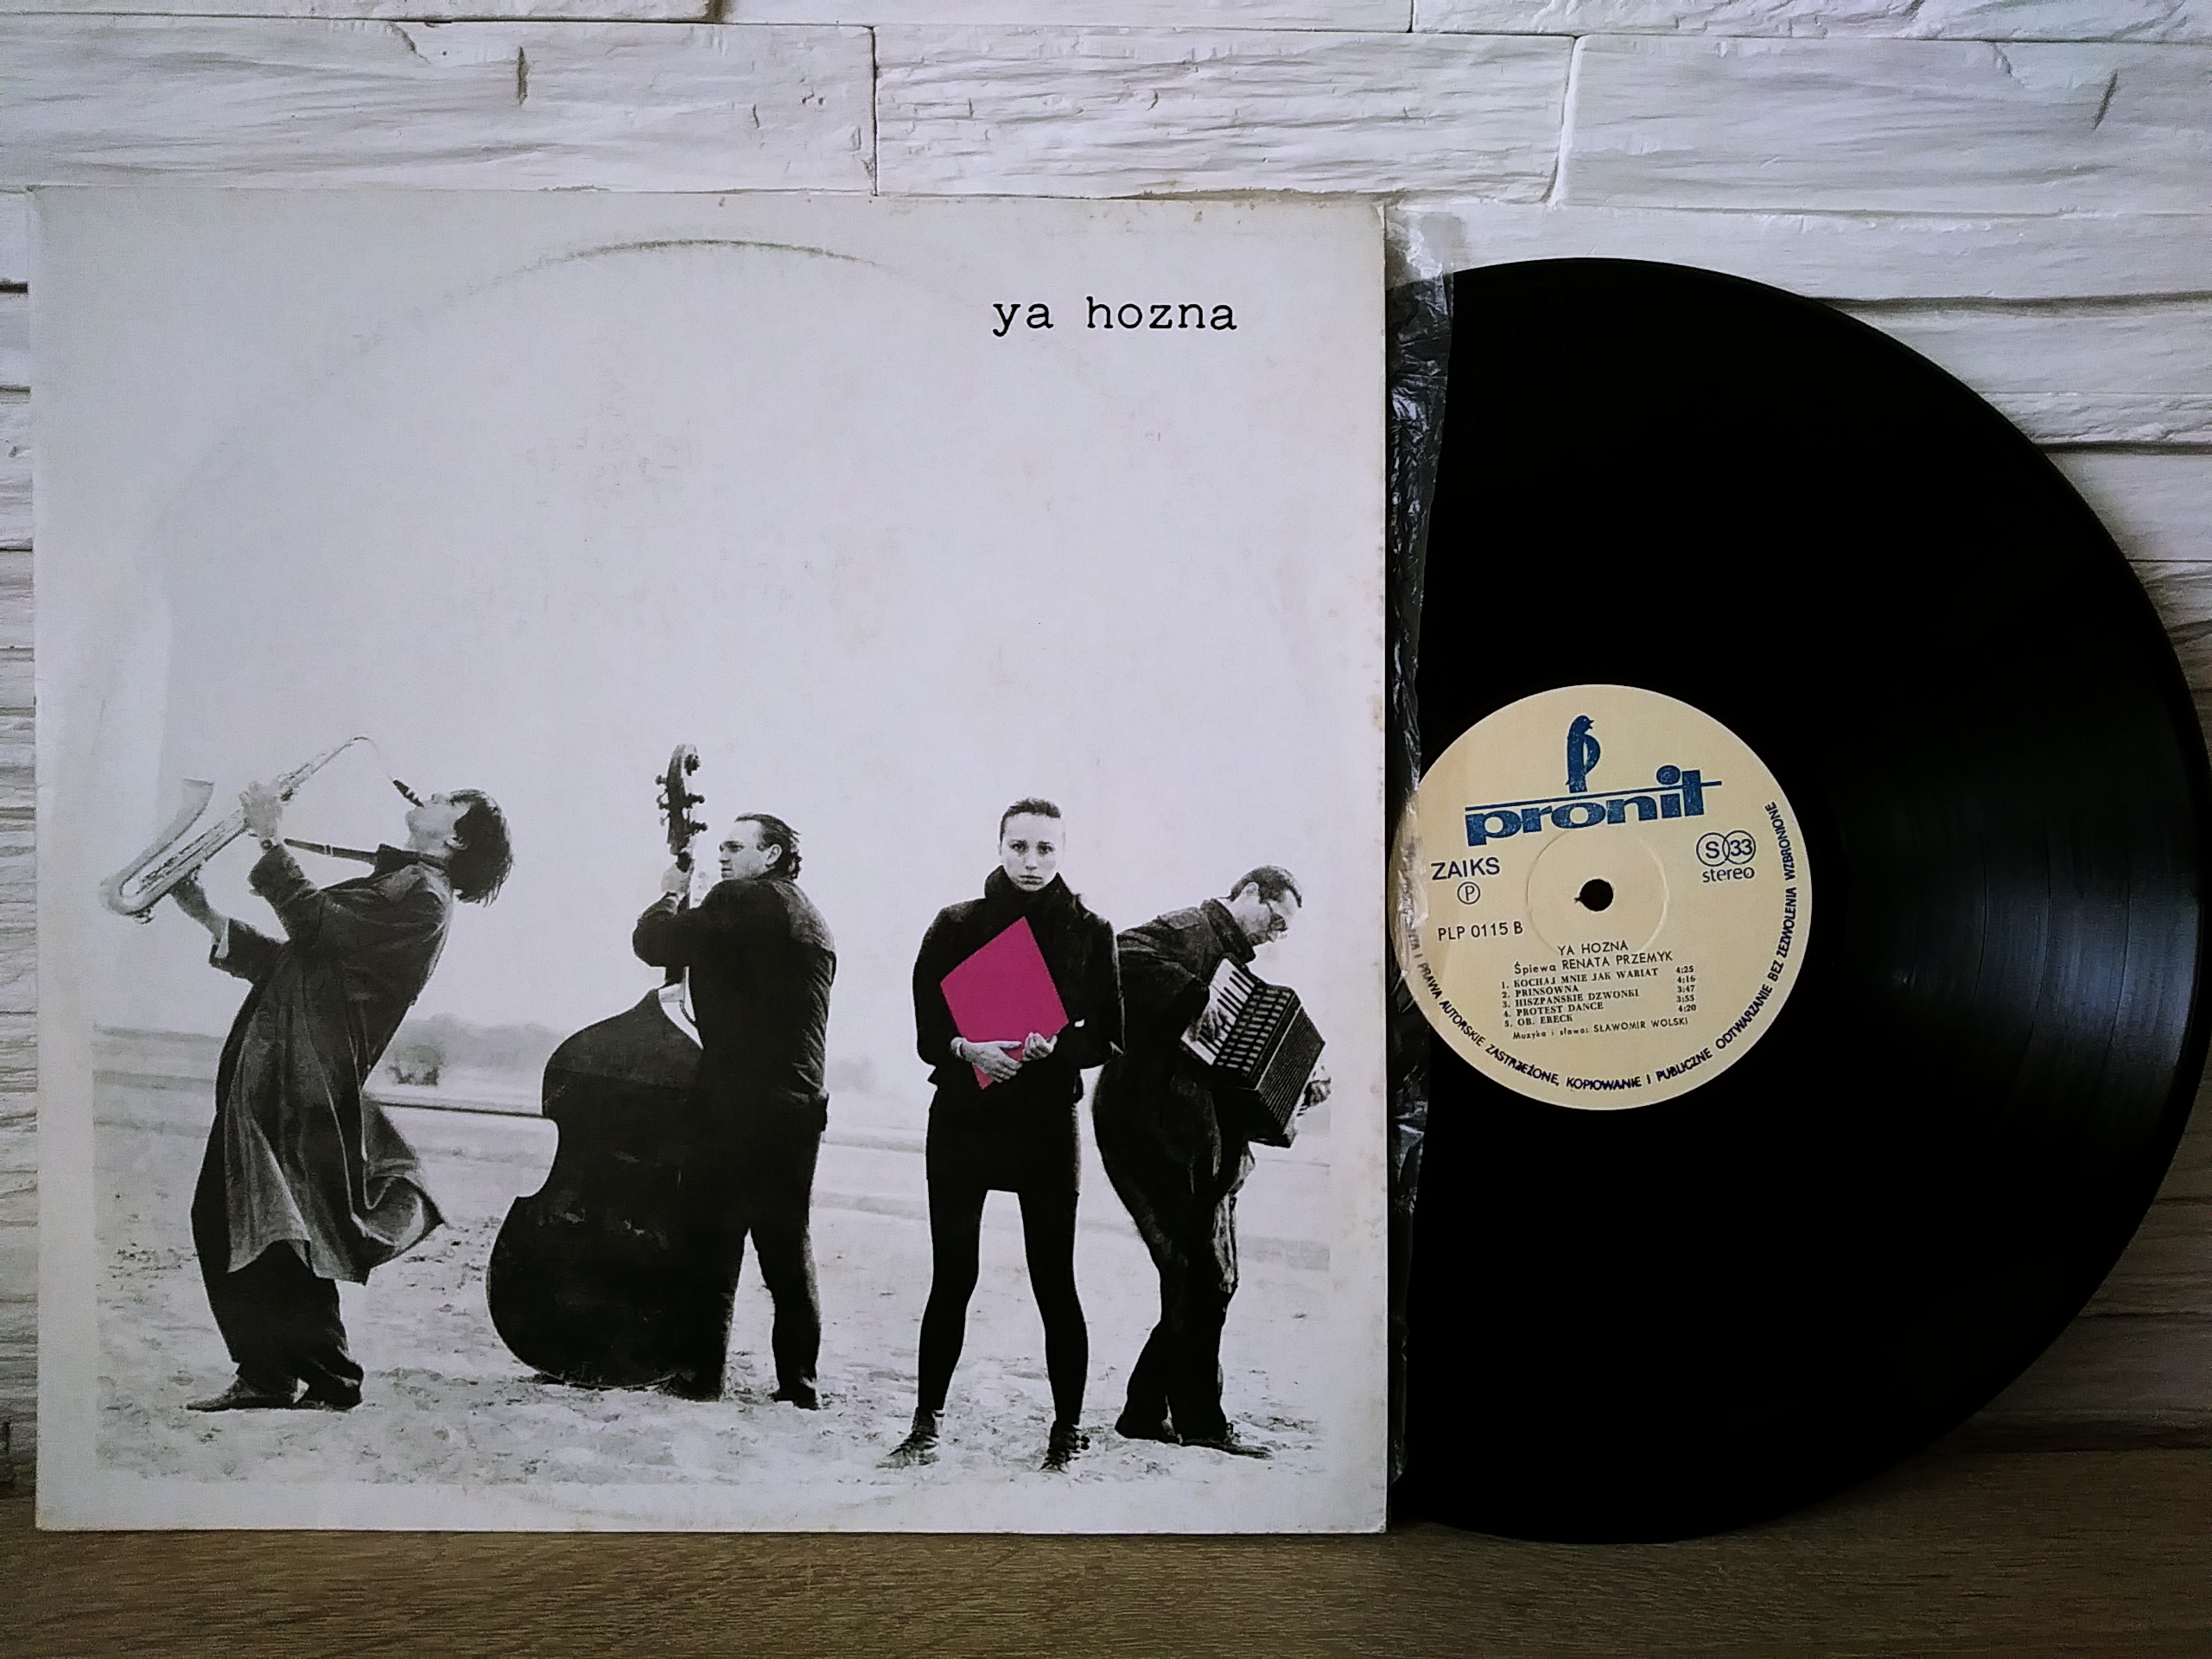 ya hozna
pronit
ZAIKS
P
S 33
stereo
PLP 0115 B
YA HOZNA
Śpiewa RENATA PRZEMYK
1. KOCHAJ MNIE JAK WARIAT 4:25
2. PRINSÓWNA 4:16
3. HISZPAŃSKIE DZWONKI 3:47
4. PROTEST DANCE 3:55
5. OB. ERECK 4:20
Muzyka i słowa: SŁAWOMIR WOLSKI
I PRAWA AUTORSKIE ZASTRZEŻONE, KOPIOWANIE I PUBLICZNE ODTWARZANIE BEZ ZEZWOLENIA WZBRONIONE